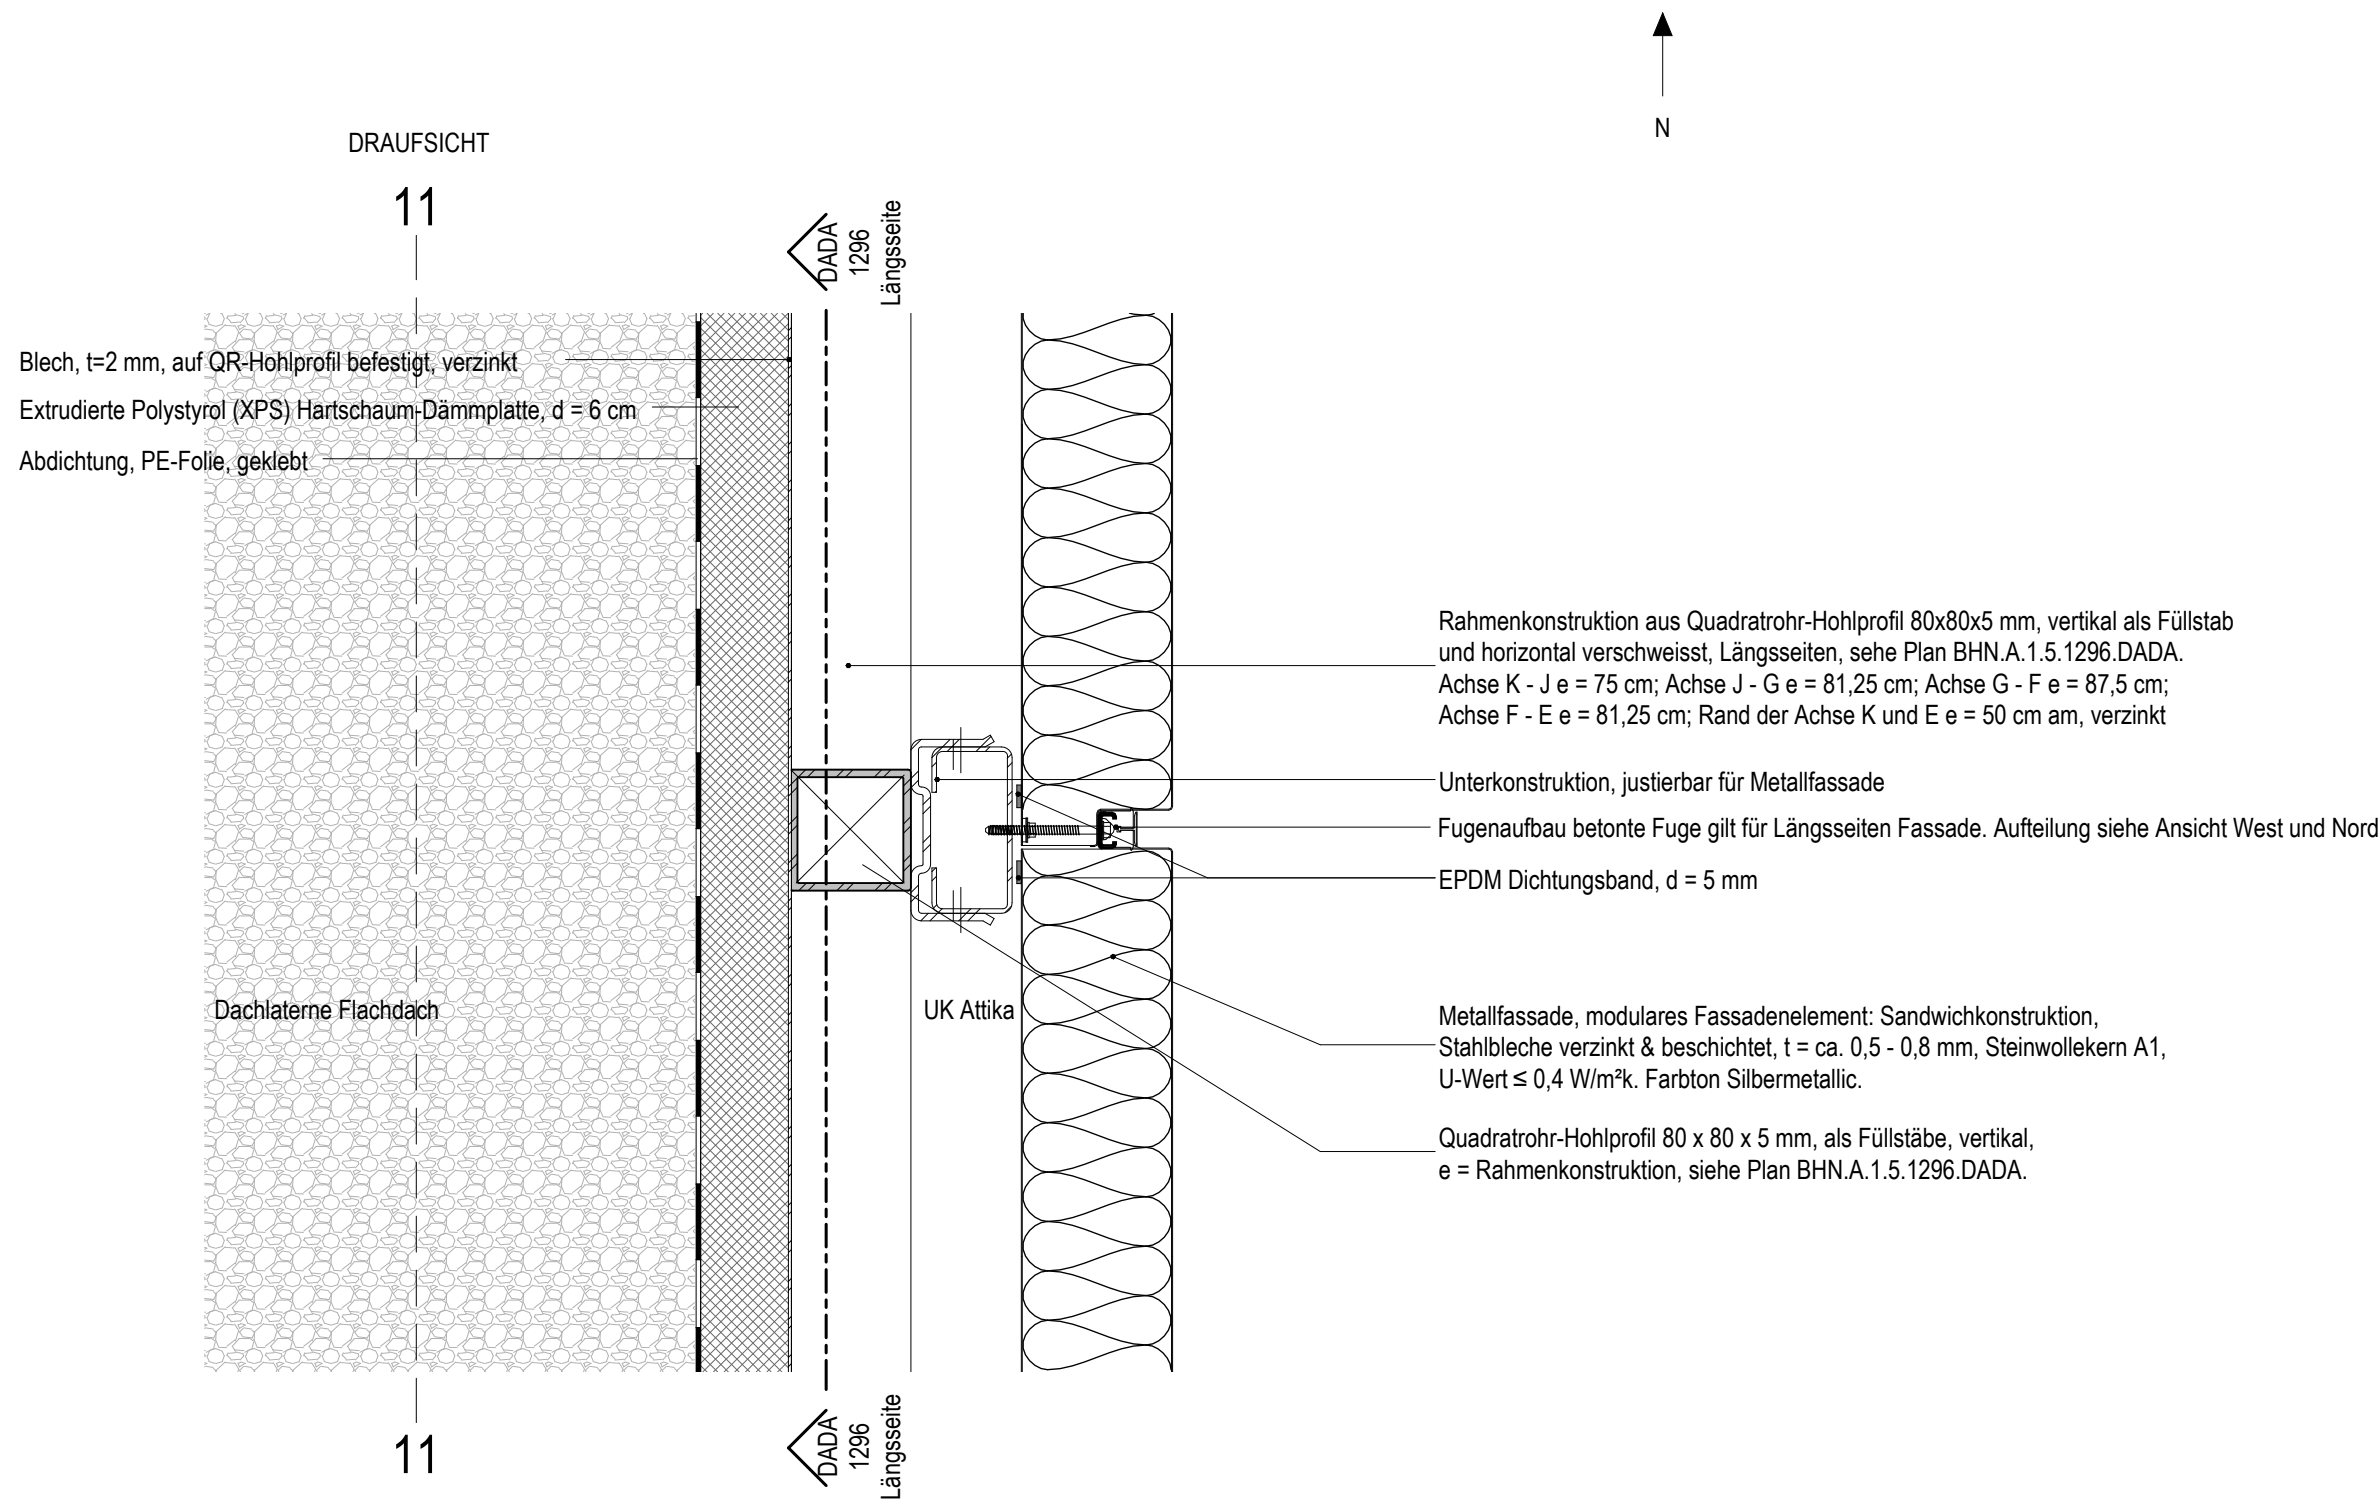 N
DRAUFSICHT
11
DADA
1296
Längsseite
Blech, t=2 mm, auf QR-Hohlprofil befestigt, verzinkt
Extrudierte Polystyrol (XPS) Hartschaum-Dämmplatte, d = 6 cm
Abdichtung, PE-Folie, geklebt
Rahmenkonstruktion aus Quadratrohr-Hohlprofil 80x80x5 mm, vertikal als Füllstab
und horizontal verschweisst, Längsseiten, sehe Plan BHN.A.1.5.1296.DADA.
Achse K - J e = 75 cm; Achse J - G e = 81,25 cm; Achse G - F e = 87,5 cm;
Achse F - E e = 81,25 cm; Rand der Achse K und E e = 50 cm am, verzinkt
Unterkonstruktion, justierbar für Metallfassade
Fugenaufbau betonte Fuge gilt für Längsseiten Fassade. Aufteilung siehe Ansicht West und Nord
EPDM Dichtungsband, d = 5 mm
Dachlaterne Flachdach
UK Attika
Metallfassade, modulares Fassadenelement: Sandwichkonstruktion,
Stahlbleche verzinkt & beschichtet, t = ca. 0,5 - 0,8 mm, Steinwollekern A1,
U-Wert ≤ 0,4 W/m²k. Farbton Silbermetallic.
Quadratrohr-Hohlprofil 80 x 80 x 5 mm, als Füllstäbe, vertikal,
e = Rahmenkonstruktion, siehe Plan BHN.A.1.5.1296.DADA.
11
DADA
1296
Längsseite